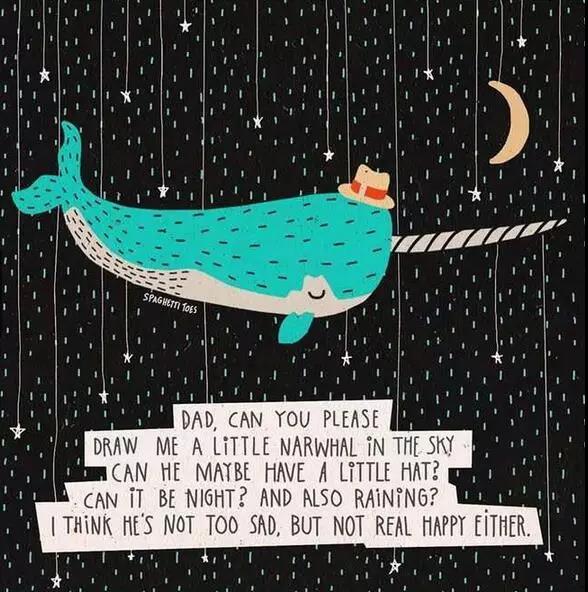 SPAGHETTI TOES
DAD, CAN YOU PLEASE
DRAW ME A LITTLE NARWHAL IN THE SKY
CAN HE MAYBE HAVE A LITTLE HAT?
CAN IT BE NIGHT? AND ALSO RAINING?
I THINK HE'S NOT TOO SAD, BUT NOT REAL HAPPY EITHER.